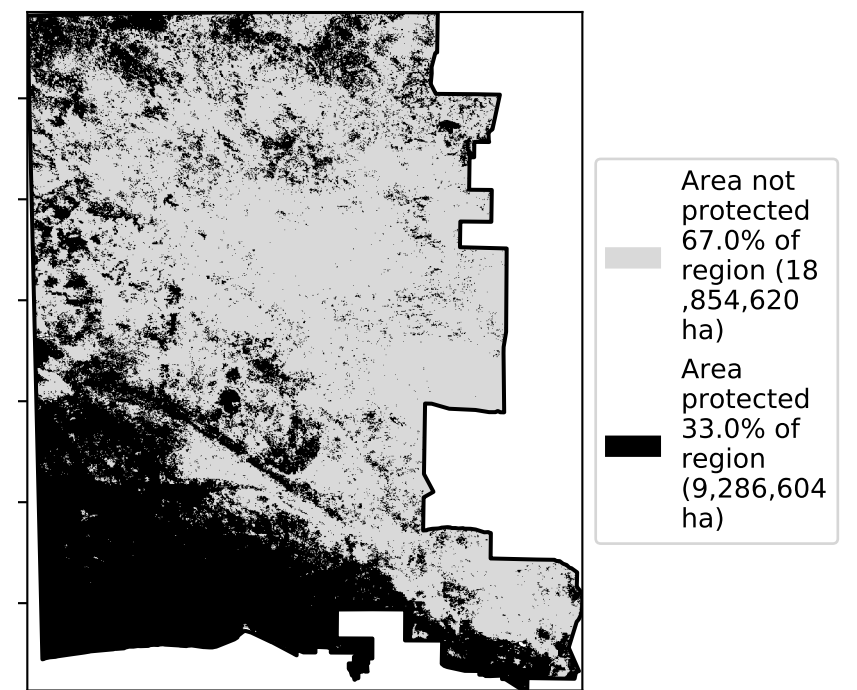 Area not
protected
67.0% of
region (18
,854,620
ha)
Area
protected
33.0% of
region
(9,286,604
ha)